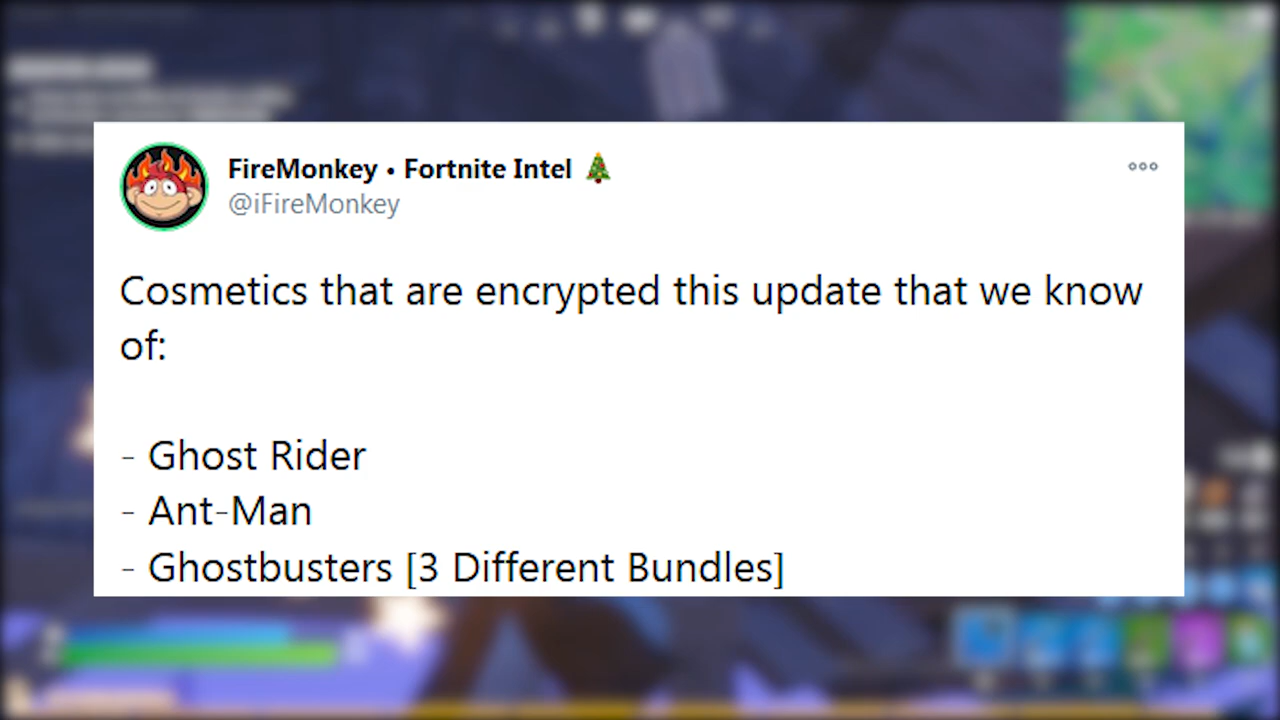 FireMonkey • Fortnite Intel 🎄
@iFireMonkey
Cosmetics that are encrypted this update that we know
of:
- Ghost Rider
- Ant-Man
- Ghostbusters [3 Different Bundles]